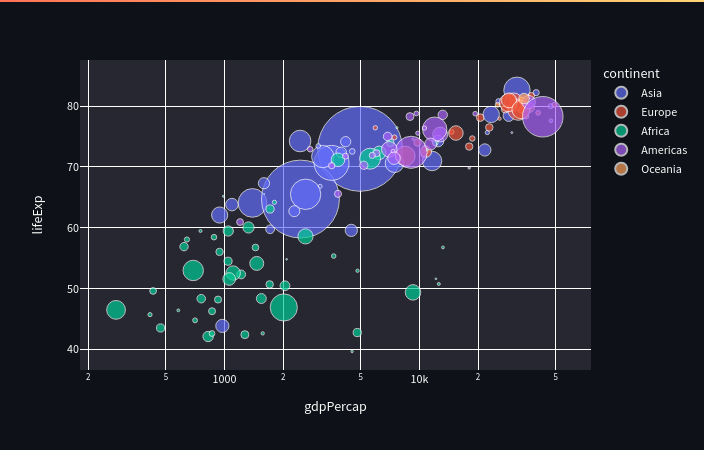 continent
Asia
Europe
Africa
Americas
Oceania
lifeExp
80
70
60
50
40
2 5 1000 2 5 10k 2 5
gdpPercap